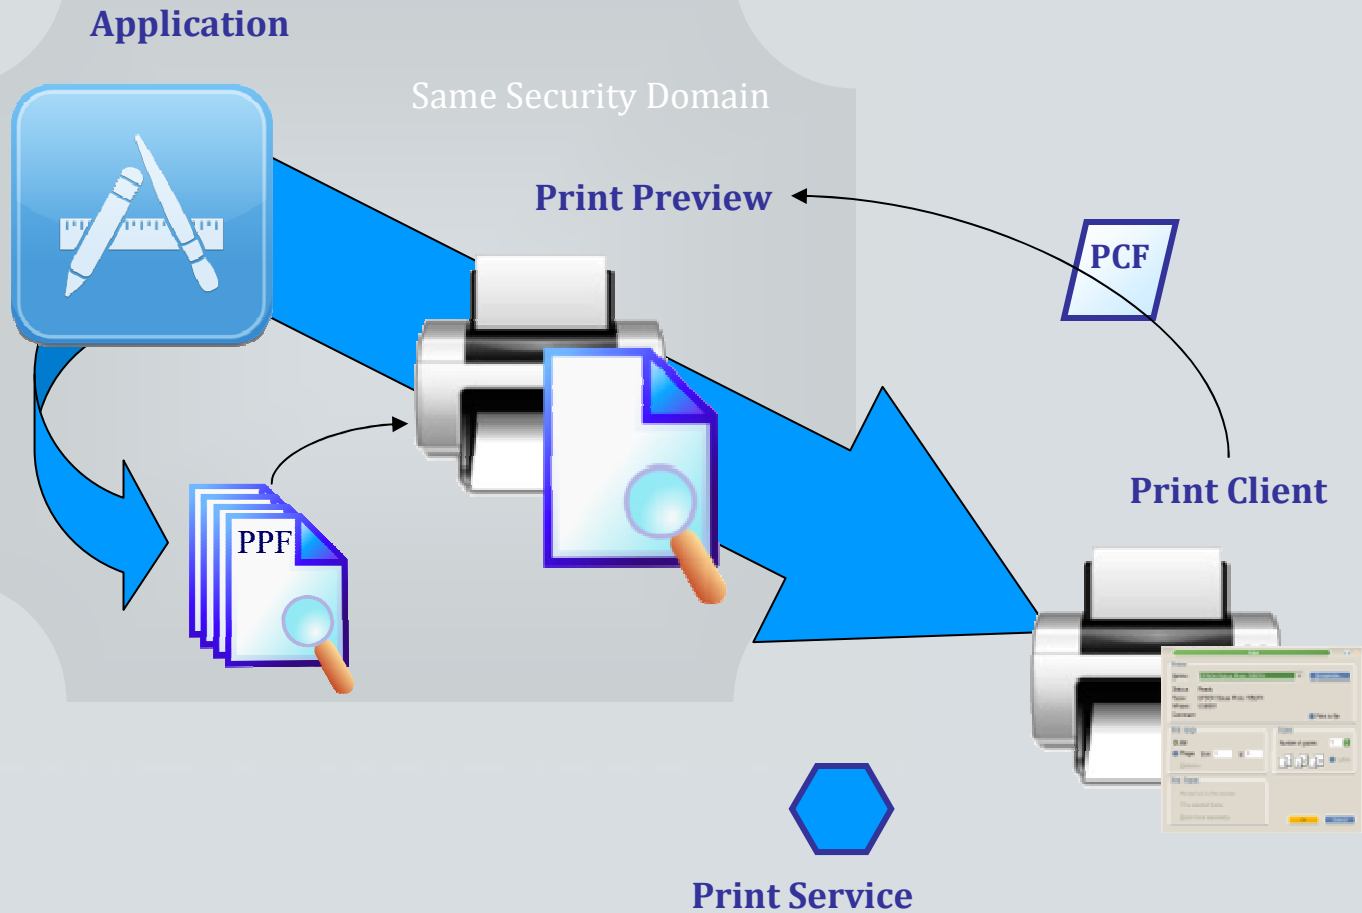 Application
Same Security Domain
Print Preview
PCF
Print Client
PPF
Print Service